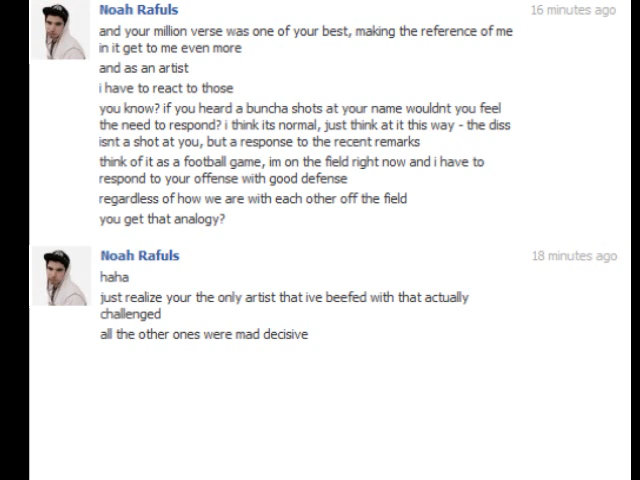 Noah Rafuls
16 minutes ago
and your million verse was one of your best, making the reference of me
in it get to me even more
and as an artist
i have to react to those
you know? if you heard a buncha shots at your name wouldnt you feel
the need to respond? i think its normal, just think at it this way - the diss
isnt a shot at you, but a response to the recent remarks
think of it as a football game, im on the field right now and i have to
respond to your offense with good defense
regardless of how we are with each other off the field
you get that analogy?
Noah Rafuls
18 minutes ago
haha
just realize your the only artist that ive beefed with that actually
challenged
all the other ones were mad decisive